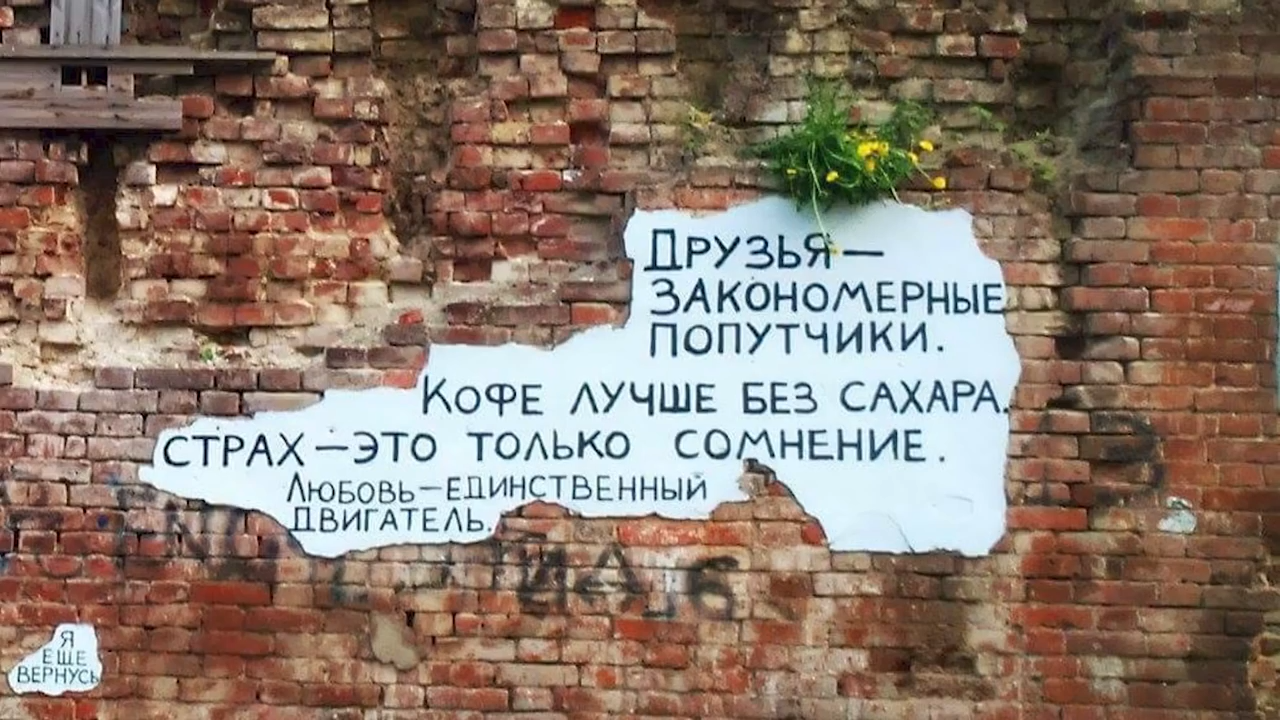 Друзья —
закономерные
попутчики.
Кофе лучше без сахара.
Страх — это только сомнение.
Любовь — единственный
двигатель.
Я
еще
вернусь